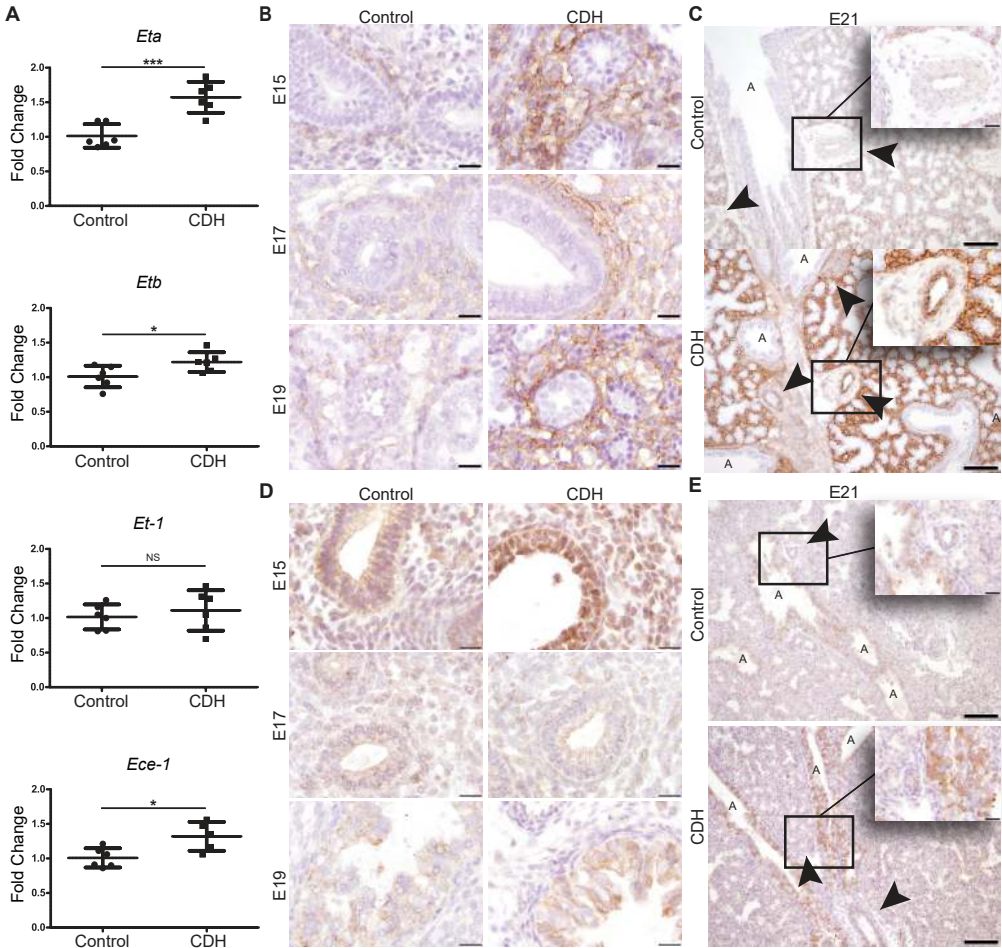 A
Eta
***
Fold Change
2.0
1.5
1.0
0.5
0.0
Control
CDH
Etb
*
Fold Change
2.0
1.5
1.0
0.5
0.0
Control
CDH
Et-1
NS
Fold Change
2.0
1.5
1.0
0.5
0.0
Control
CDH
Ece-1
*
Fold Change
2.0
1.5
1.0
0.5
0.0
Control
CDH
B
Control
CDH
E15
E17
E19
C
E21
Control
A
CDH
A
A
A
A
D
Control
CDH
E15
E17
E19
E
E21
Control
A
A
A
A
CDH
A
A
A